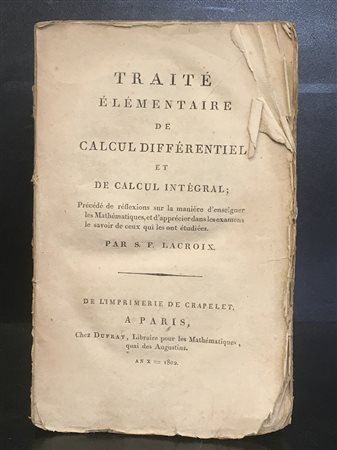 TRAITÉ
ÉLÉMENTAIRE
DE
CALCUL DIFFÉRENTIEL
ET
DE CALCUL INTÉGRAL;
Précédé de réflexions sur la manière d'enseigner
les Mathématiques, et d'apprécier dans les examens
le savoir de ceux qui les ont étudiées.
PAR S. F. LACROIX.
DE L'IMPRIMERIE DE CRAPELET,
A PARIS,
Chez DUPRAT, Libraire pour les Mathématiques,
quai des Augustins.
AN X — 1802.